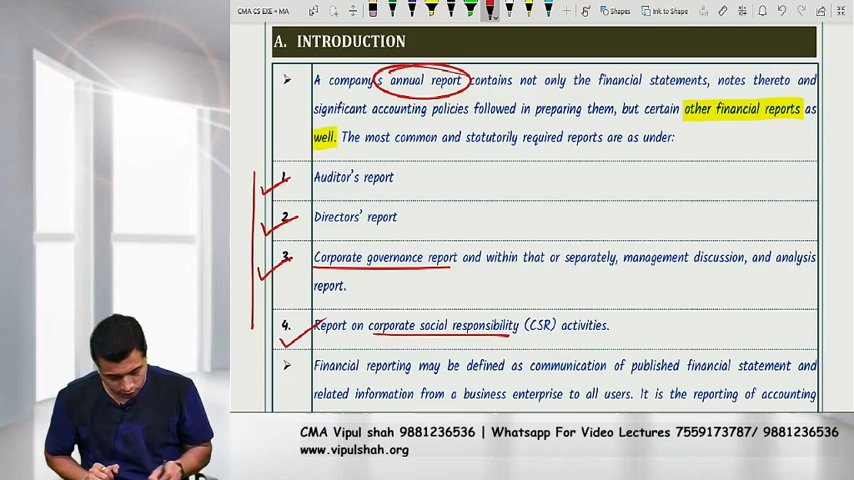 CMA CS EXE - MA
Shapes
Ink to Shape
A. INTRODUCTION
A company's annual report contains not only the financial statements, notes thereto and
significant accounting policies followed in preparing them, but certain other financial reports as
well. The most common and statutorily required reports are as under:
1. Auditor's report
2. Directors' report
3. Corporate governance report and within that or separately, management discussion, and analysis
report.
4. Report on corporate social responsibility (CSR) activities.
Financial reporting may be defined as communication of published financial statement and
related information from a business enterprise to all users. It is the reporting of accounting
CMA Vipul shah 9881236536 | Whatsapp For Video Lectures 7559173787/ 9881236536
www.vipulshah.org